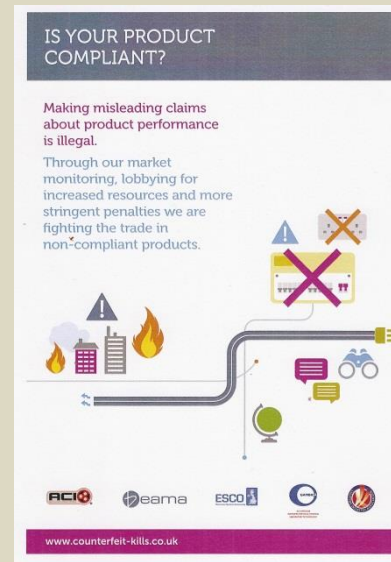 IS YOUR PRODUCT
COMPLIANT?
Making misleading claims
about product performance
is illegal.
Through our market
monitoring, lobbying for
increased resources and more
stringent penalties we are
fighting the trade in
non-compliant products.
ACI
beama
ESCO
www.counterfeit-kills.co.uk